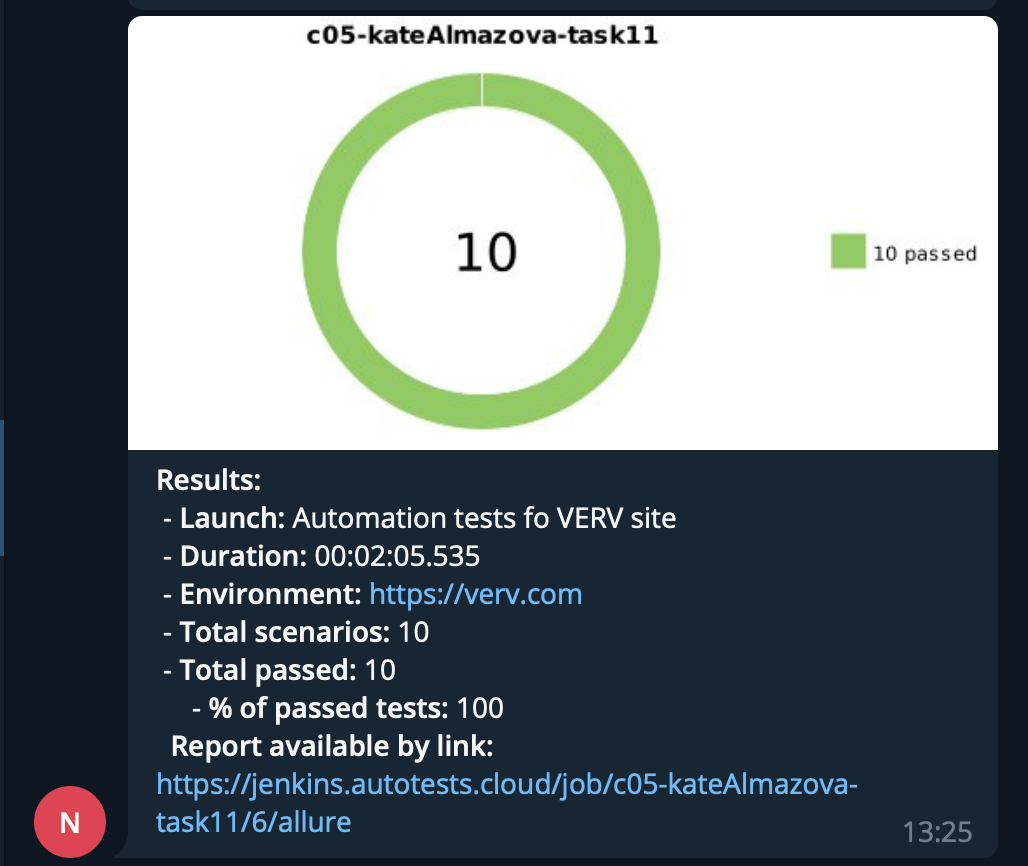 c05-kateAlmazova-task11
10
10 passed
Results:
- Launch: Automation tests fo VERV site
- Duration: 00:02:05.535
- Environment: https://verv.com
- Total scenarios: 10
- Total passed: 10
- % of passed tests: 100
Report available by link:
https://jenkins.autotests.cloud/job/c05-kateAlmazova-
task11/6/allure
N
13:25